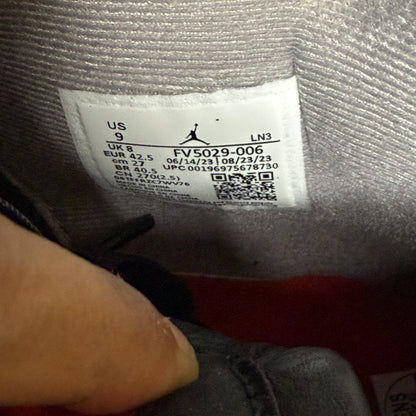 US
9
LN3
UK 8
EUR 42.5
cm 27
BR 40.5
CN 270(2.5)
FV5029-006
06/14/23 | 08/23/23
UPC 00196975678730